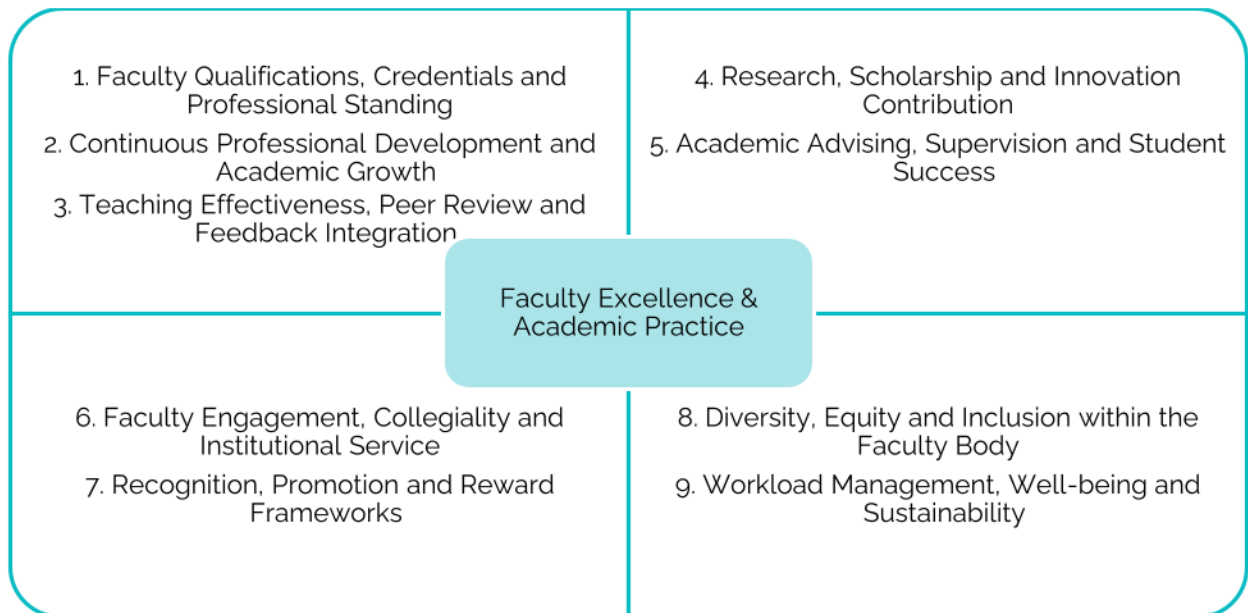 1. Faculty Qualifications, Credentials and
Professional Standing
2. Continuous Professional Development and
Academic Growth
3. Teaching Effectiveness, Peer Review and
Feedback Integration
4. Research, Scholarship and Innovation
Contribution
5. Academic Advising, Supervision and Student
Success
Faculty Excellence &
Academic Practice
6. Faculty Engagement, Collegiality and
Institutional Service
7. Recognition, Promotion and Reward
Frameworks
8. Diversity, Equity and Inclusion within the
Faculty Body
9. Workload Management, Well-being and
Sustainability